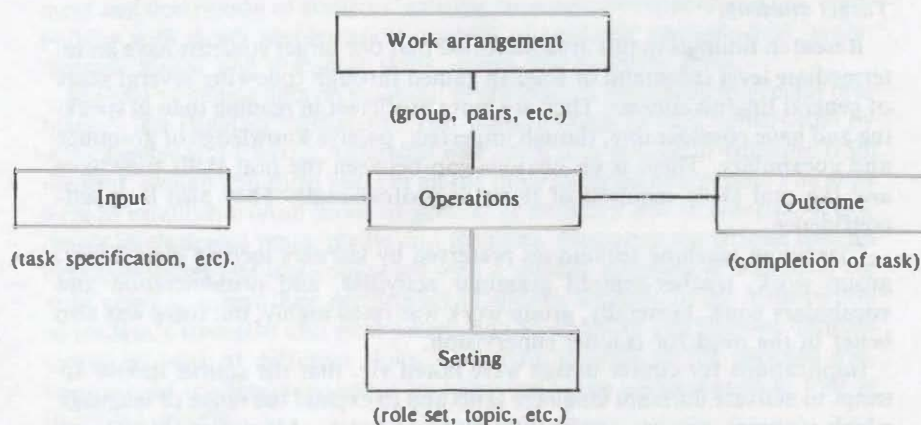 Work arrangement
(group, pairs, etc.)
Input
Operations
Outcome
(task specification, etc).
(completion of task)
Setting
(role set, topic, etc.)